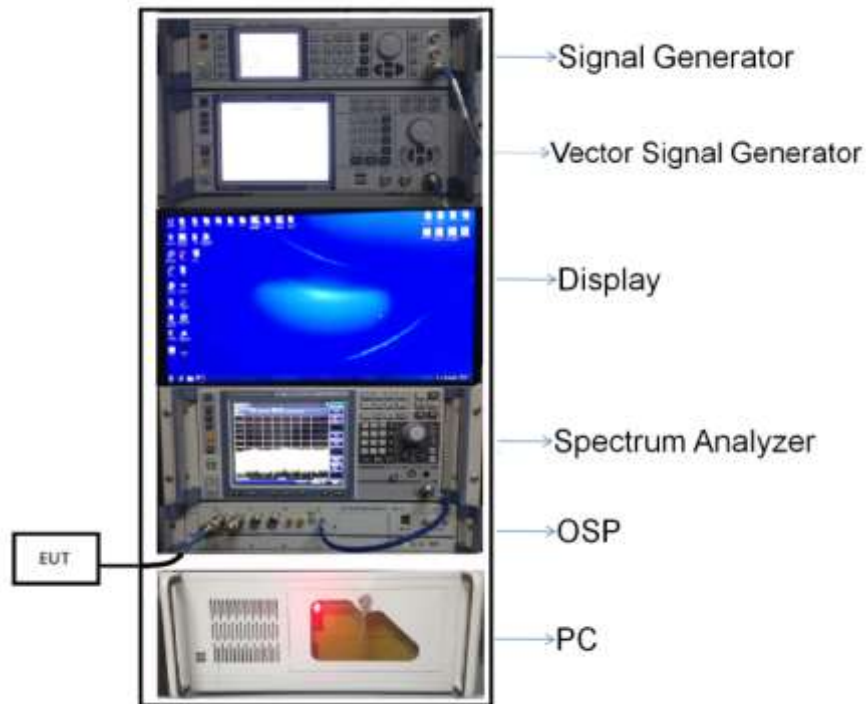 Signal Generator
Vector Signal Generator
Display
Spectrum Analyzer
OSP
EUT
PC